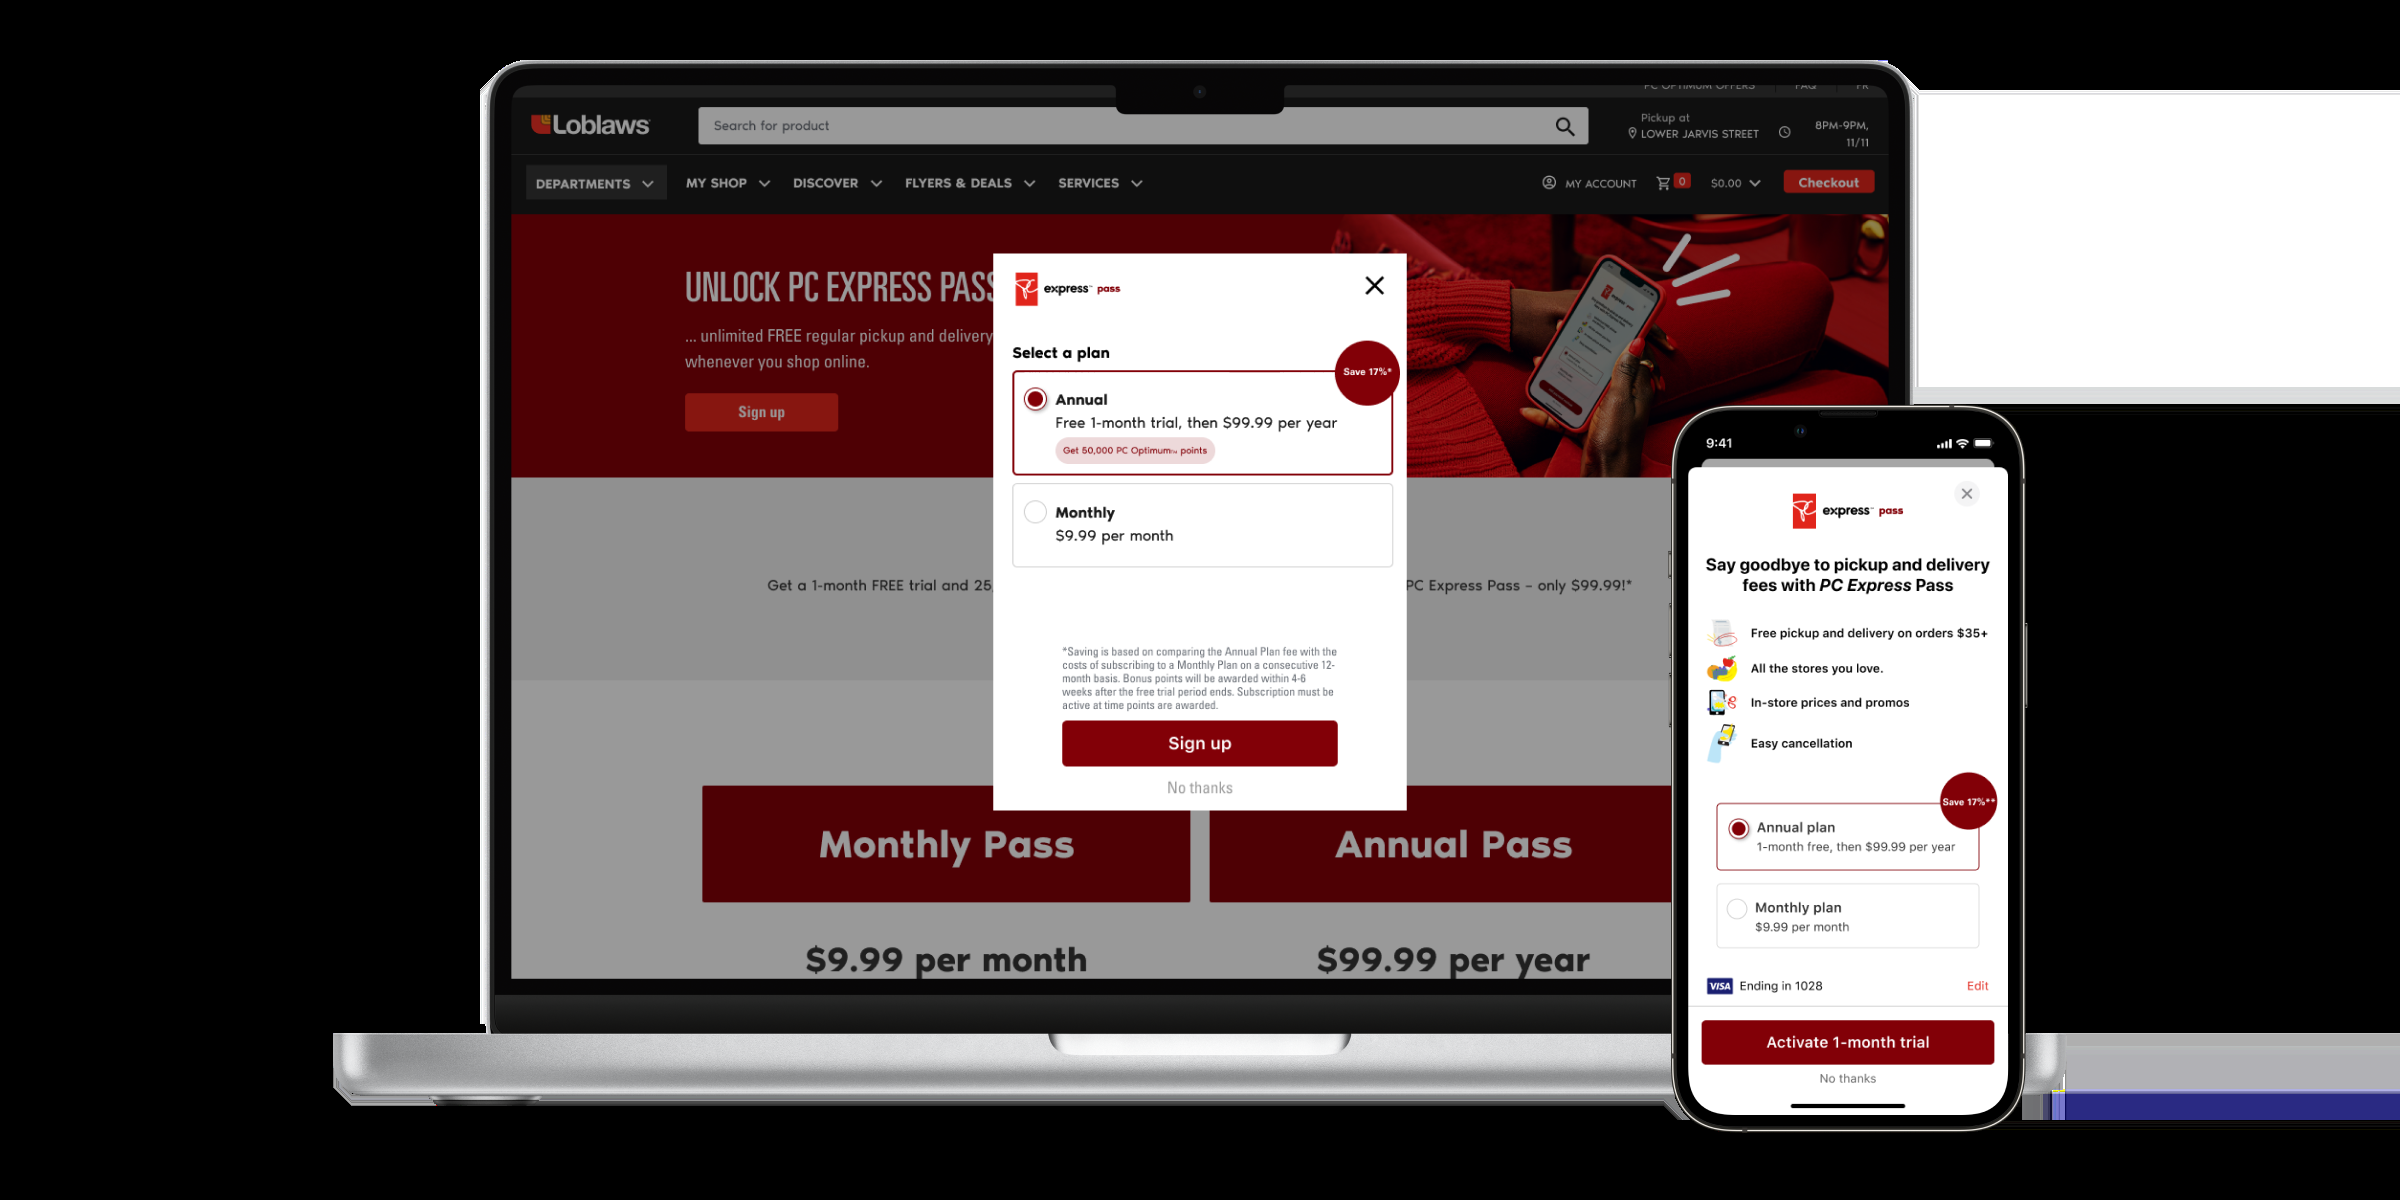 PC OPTIMUM OFFERS FAQ FR
Loblaws
Search for product
Pickup at
LOWER JARVIS STREET
8PM-9PM,
11/11
DEPARTMENTS
MY SHOP
DISCOVER
FLYERS & DEALS
SERVICES
MY ACCOUNT
0
$0.00
Checkout
UNLOCK PC EXPRESS PASS
... unlimited FREE regular pickup and delivery
whenever you shop online.
Sign up
Get a 1-month FREE trial and 25,
PC Express Pass – only $99.99!*
Monthly Pass
Annual Pass
$9.99 per month
$99.99 per year
express™ pass
Select a plan
Save 17%*
Annual
Free 1-month trial, then $99.99 per year
Get 50,000 PC Optimum™ points
Monthly
$9.99 per month
*Saving is based on comparing the Annual Plan fee with the
costs of subscribing to a Monthly Plan on a consecutive 12-
month basis. Bonus points will be awarded within 4-6
weeks after the free trial period ends. Subscription must be
active at time points are awarded.
Sign up
No thanks
9:41
express™ pass
Say goodbye to pickup and delivery
fees with PC Express Pass
Free pickup and delivery on orders $35+
All the stores you love.
In-store prices and promos
Easy cancellation
Save 17%**
Annual plan
1-month free, then $99.99 per year
Monthly plan
$9.99 per month
VISA Ending in 1028
Edit
Activate 1-month trial
No thanks